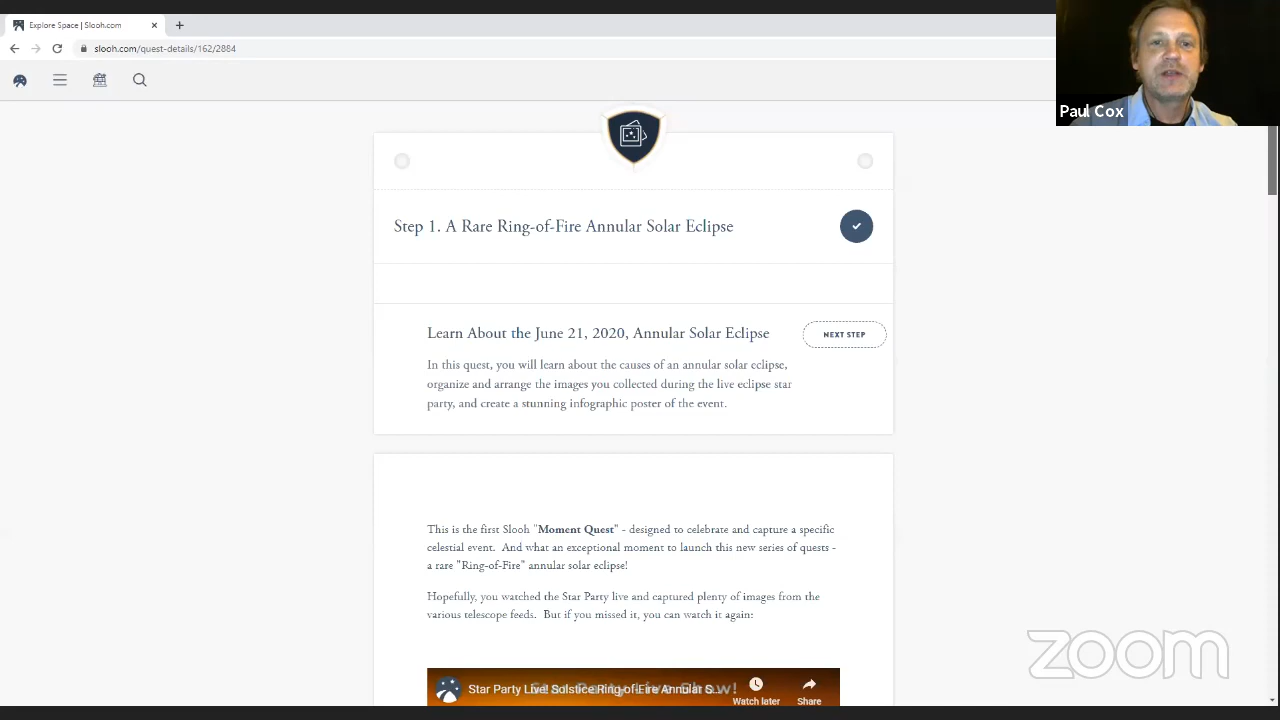 Explore Space | Slooh.com
slooh.com/quest-details/162/2884
Paul Cox
Step 1. A Rare Ring-of-Fire Annular Solar Eclipse
Learn About the June 21, 2020, Annular Solar Eclipse
NEXT STEP
In this quest, you will learn about the causes of an annular solar eclipse,
organize and arrange the images you collected during the live eclipse star
party, and create a stunning infographic poster of the event.
This is the first Slooh "Moment Quest" - designed to celebrate and capture a specific
celestial event. And what an exceptional moment to launch this new series of quests -
a rare "Ring-of-Fire" annular solar eclipse!
Hopefully, you watched the Star Party live and captured plenty of images from the
various telescope feeds. But if you missed it, you can watch it again:
zoom
Star Party Live! Solstice Ring-of-Fire Annular S...
Watch later
Share